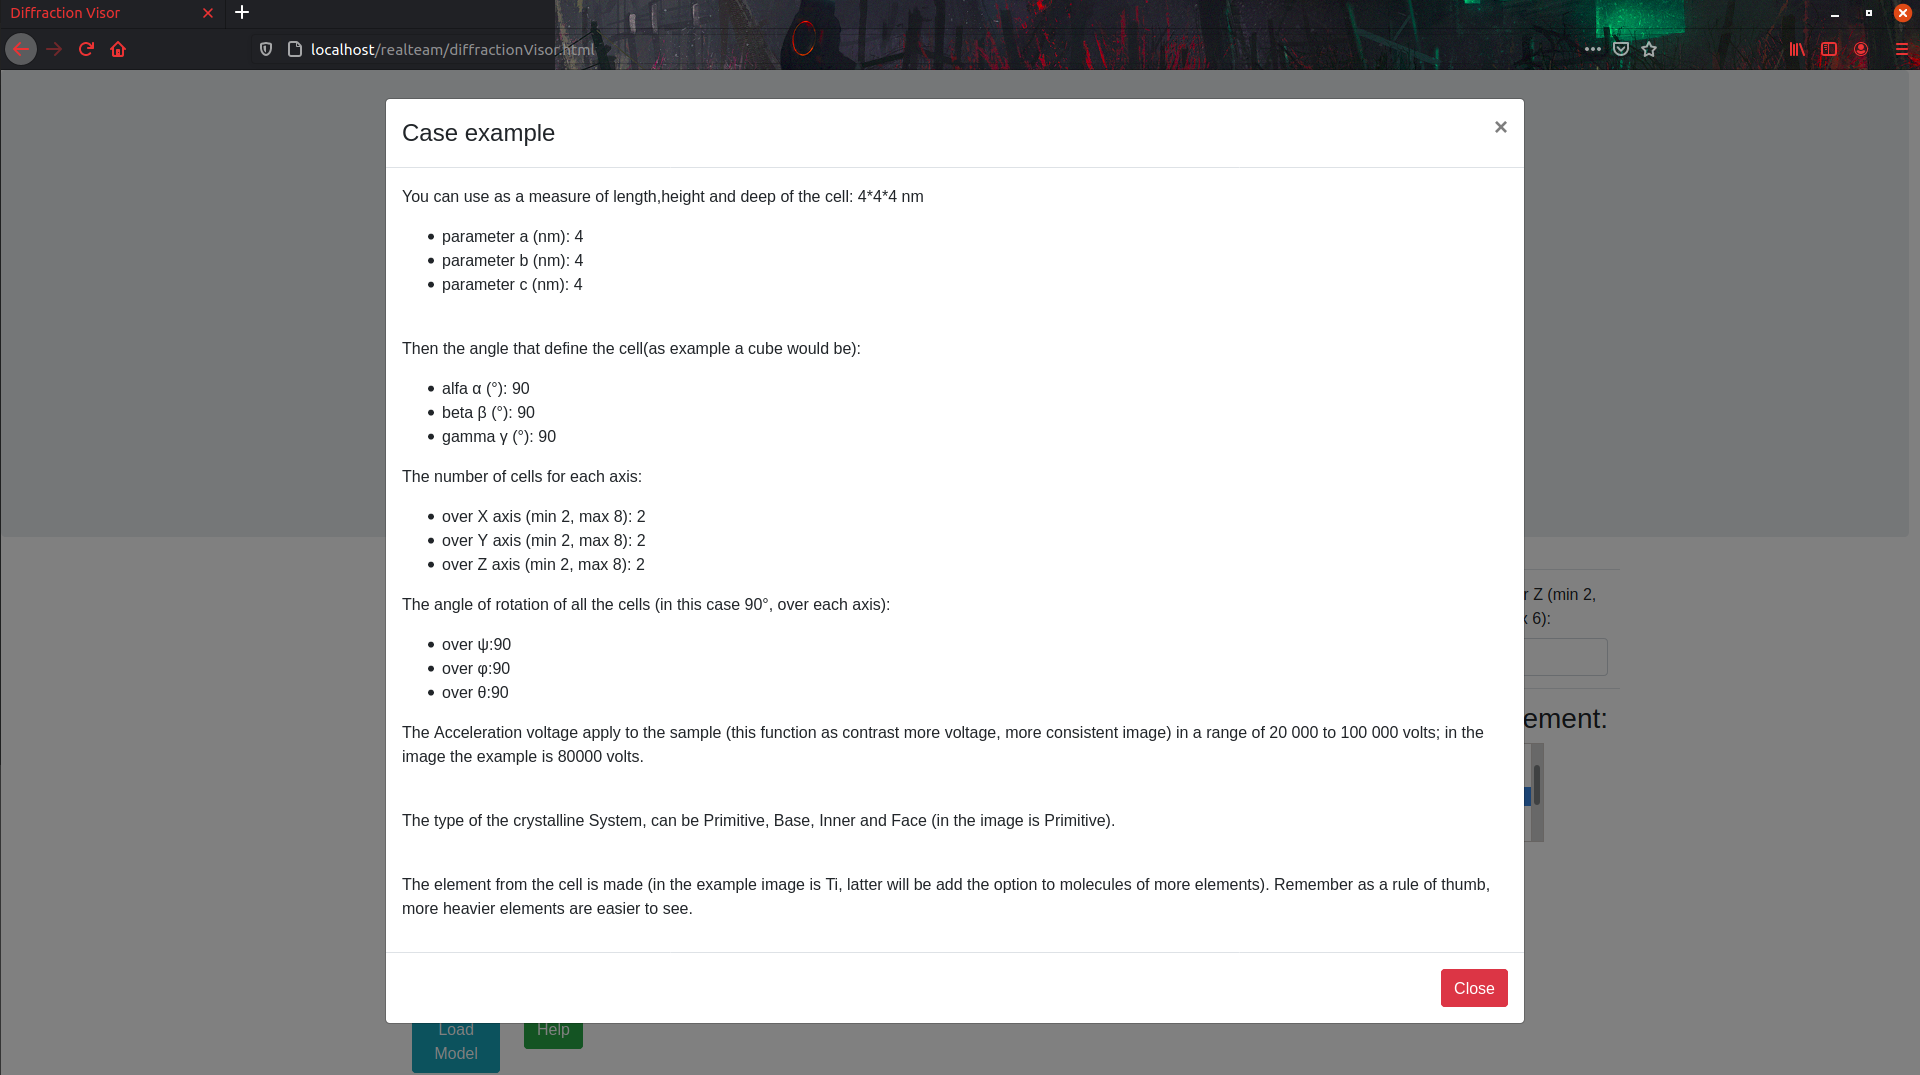 Diffraction Visor
localhost/realteam/diffractionVisor.html
Case example
×
You can use as a measure of length,height and deep of the cell: 4*4*4 nm
parameter a (nm): 4
parameter b (nm): 4
parameter c (nm): 4
Then the angle that define the cell(as example a cube would be):
alfa α (°): 90
beta β (°): 90
gamma γ (°): 90
The number of cells for each axis:
over X axis (min 2, max 8): 2
over Y axis (min 2, max 8): 2
over Z axis (min 2, max 8): 2
The angle of rotation of all the cells (in this case 90°, over each axis):
over ψ:90
over φ:90
over θ:90
The Acceleration voltage apply to the sample (this function as contrast more voltage, more consistent image) in a range of 20 000 to 100 000 volts; in the
image the example is 80000 volts.
The type of the crystalline System, can be Primitive, Base, Inner and Face (in the image is Primitive).
The element from the cell is made (in the example image is Ti, latter will be add the option to molecules of more elements). Remember as a rule of thumb,
more heavier elements are easier to see.
Close
r Z (min 2,
6):
ement:
Load
Model
Help